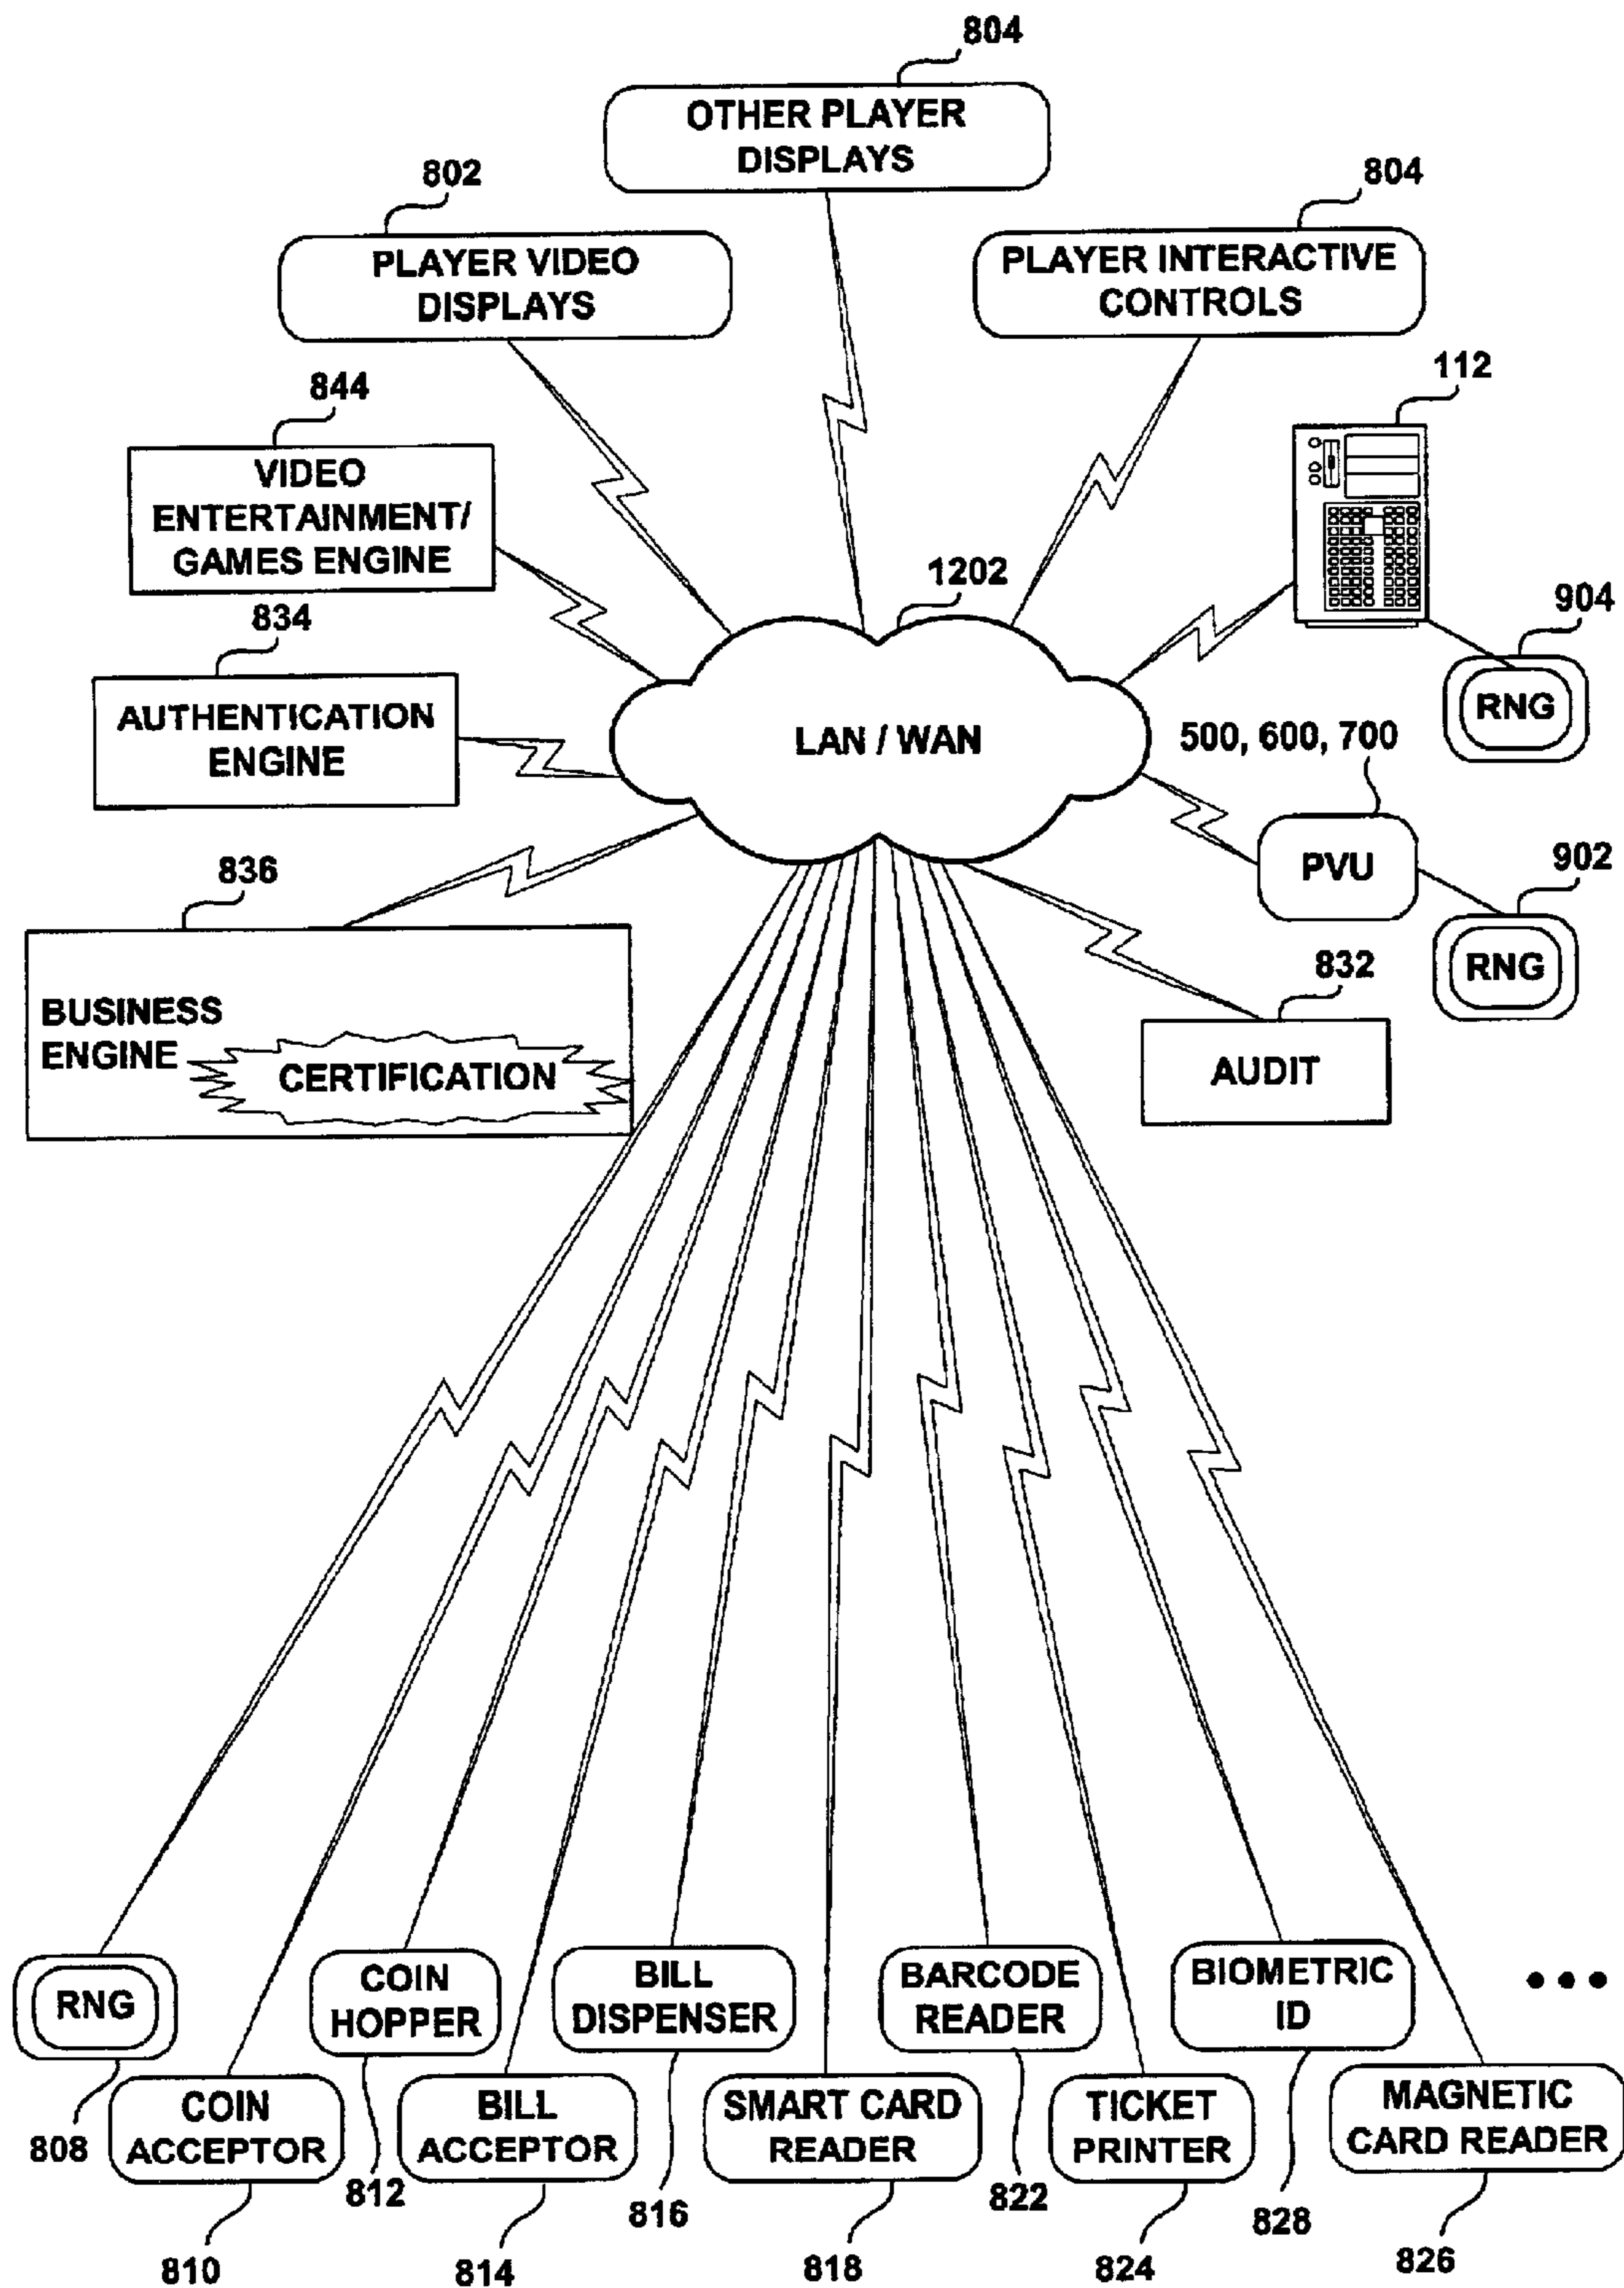 804
OTHER PLAYER
DISPLAYS
802
PLAYER VIDEO
DISPLAYS
804
PLAYER INTERACTIVE
CONTROLS
844
VIDEO
ENTERTAINMENT/
GAMES ENGINE
112
904
RNG
834
AUTHENTICATION
ENGINE
1202
LAN / WAN
500, 600, 700
PVU
902
RNG
836
BUSINESS
ENGINE
CERTIFICATION
832
AUDIT
RNG
808
COIN
ACCEPTOR
810
COIN
HOPPER
812
BILL
ACCEPTOR
814
BILL
DISPENSER
816
SMART CARD
READER
818
BARCODE
READER
822
TICKET
PRINTER
824
BIOMETRIC
ID
828
MAGNETIC
CARD READER
826
•••